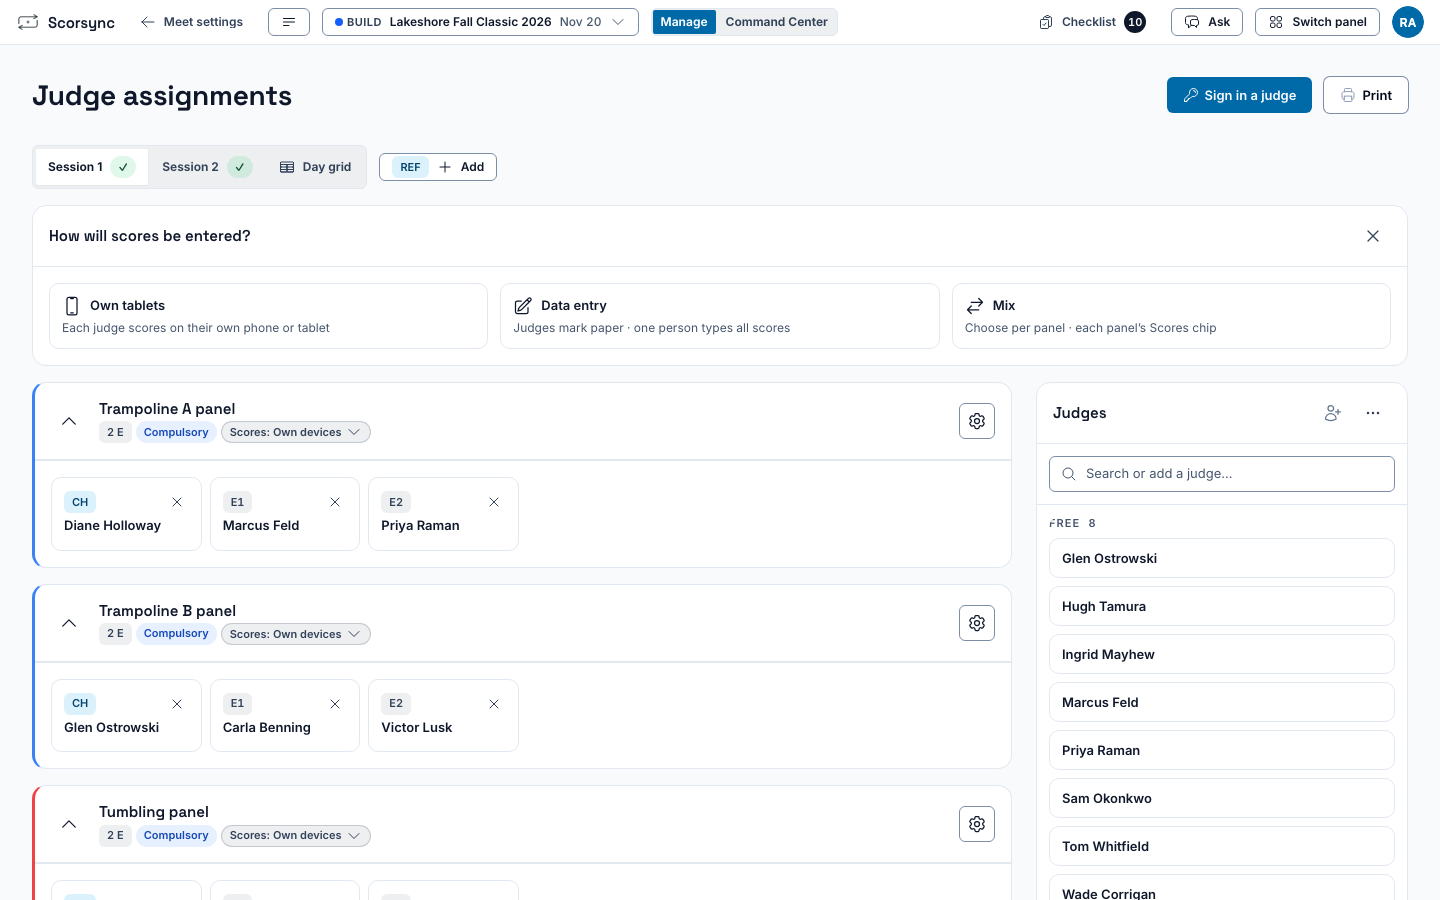 Scorsync
Meet settings
BUILD Lakeshore Fall Classic 2026 Nov 20
Manage
Command Center
Checklist 10
Ask
Switch panel
RA
Judge assignments
Sign in a judge
Print
Session 1
Session 2
Day grid
REF + Add
How will scores be entered?
Own tablets
Each judge scores on their own phone or tablet
Data entry
Judges mark paper · one person types all scores
Mix
Choose per panel · each panel's Scores chip
Trampoline A panel
2 E Compulsory Scores: Own devices
CH
Diane Holloway
E1
Marcus Feld
E2
Priya Raman
Trampoline B panel
2 E Compulsory Scores: Own devices
CH
Glen Ostrowski
E1
Carla Benning
E2
Victor Lusk
Tumbling panel
2 E Compulsory Scores: Own devices
Judges
Search or add a judge...
FREE 8
Glen Ostrowski
Hugh Tamura
Ingrid Mayhew
Marcus Feld
Priya Raman
Sam Okonkwo
Tom Whitfield
Wade Corrigan